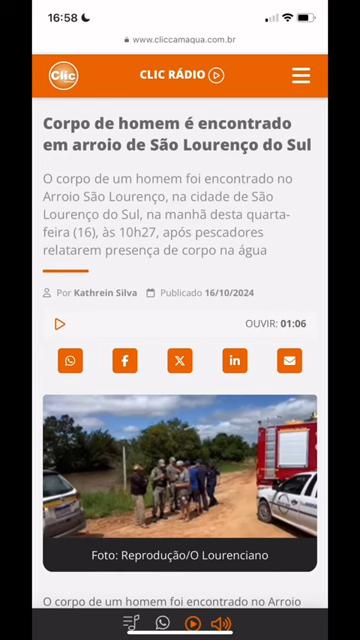 16:58
www.cliccamaqua.com.br
Clic
CLIC RÁDIO
Corpo de homem é encontrado
em arroio de São Lourenço do Sul
O corpo de um homem foi encontrado no
Arroio São Lourenço, na cidade de São
Lourenço do Sul, na manhã desta quarta-
feira (16), às 10h27, após pescadores
relatarem presença de corpo na água
Por Kathrein Silva Publicado 16/10/2024
OUVIR: 01:06
Foto: Reprodução/O Lourenciano
O corpo de um homem foi encontrado no Arroio